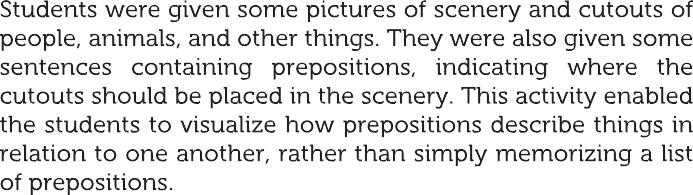 Students were given some pictures of scenery and cutouts of
people, animals, and other things. They were also given some
sentences containing prepositions, indicating where the
cutouts should be placed in the scenery. This activity enabled
the students to visualize how prepositions describe things in
relation to one another, rather than simply memorizing a list
of prepositions.